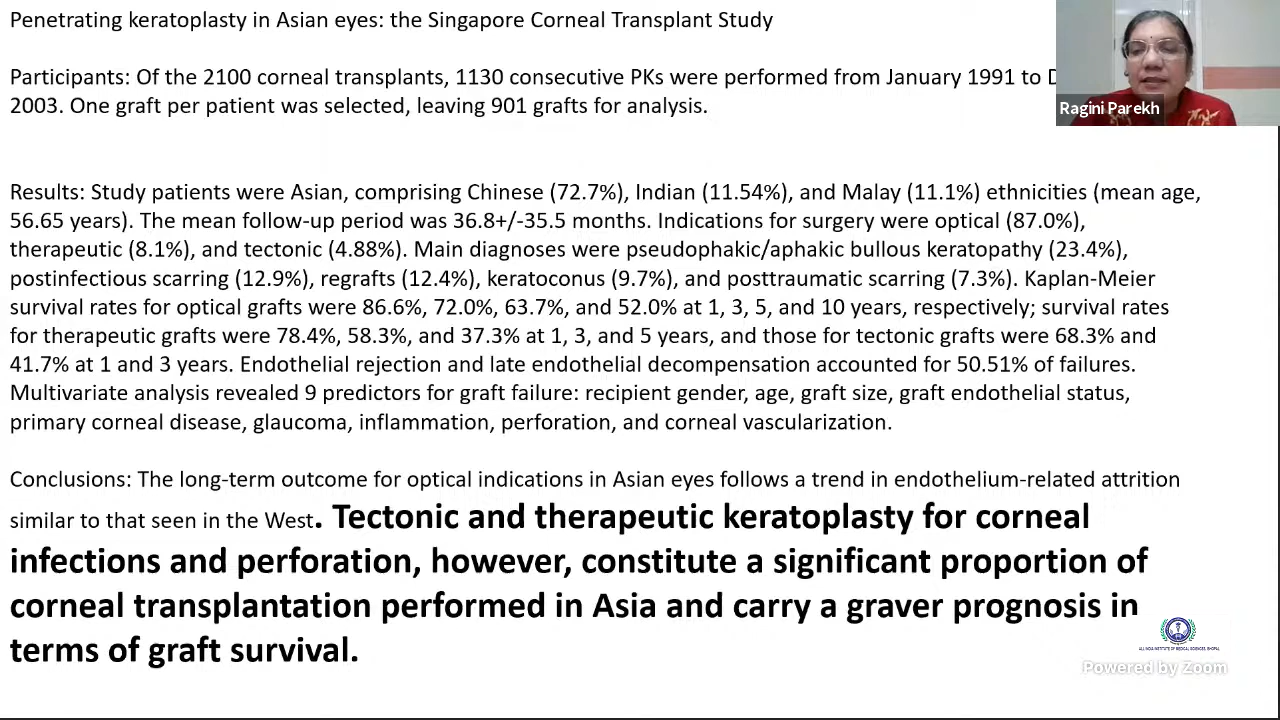 Penetrating keratoplasty in Asian eyes: the Singapore Corneal Transplant Study
Participants: Of the 2100 corneal transplants, 1130 consecutive PKs were performed from January 1991 to
2003. One graft per patient was selected, leaving 901 grafts for analysis.
Ragini Parekh
Results: Study patients were Asian, comprising Chinese (72.7%), Indian (11.54%), and Malay (11.1%) ethnicities (mean age,
56.65 years). The mean follow-up period was 36.8+/-35.5 months. Indications for surgery were optical (87.0%),
therapeutic (8.1%), and tectonic (4.88%). Main diagnoses were pseudophakic/aphakic bullous keratopathy (23.4%),
postinfectious scarring (12.9%), regrafts (12.4%), keratoconus (9.7%), and posttraumatic scarring (7.3%). Kaplan-Meier
survival rates for optical grafts were 86.6%, 72.0%, 63.7%, and 52.0% at 1, 3, 5, and 10 years, respectively; survival rates
for therapeutic grafts were 78.4%, 58.3%, and 37.3% at 1, 3, and 5 years, and those for tectonic grafts were 68.3% and
41.7% at 1 and 3 years. Endothelial rejection and late endothelial decompensation accounted for 50.51% of failures.
Multivariate analysis revealed 9 predictors for graft failure: recipient gender, age, graft size, graft endothelial status,
primary corneal disease, glaucoma, inflammation, perforation, and corneal vascularization.
Conclusions: The long-term outcome for optical indications in Asian eyes follows a trend in endothelium-related attrition
similar to that seen in the West. Tectonic and therapeutic keratoplasty for corneal
infections and perforation, however, constitute a significant proportion of
corneal transplantation performed in Asia and carry a graver prognosis in
terms of graft survival.
ALL INDIA INSTITUTE OF MEDICAL SCIENCES, BHOPAL
Powered by Zoom